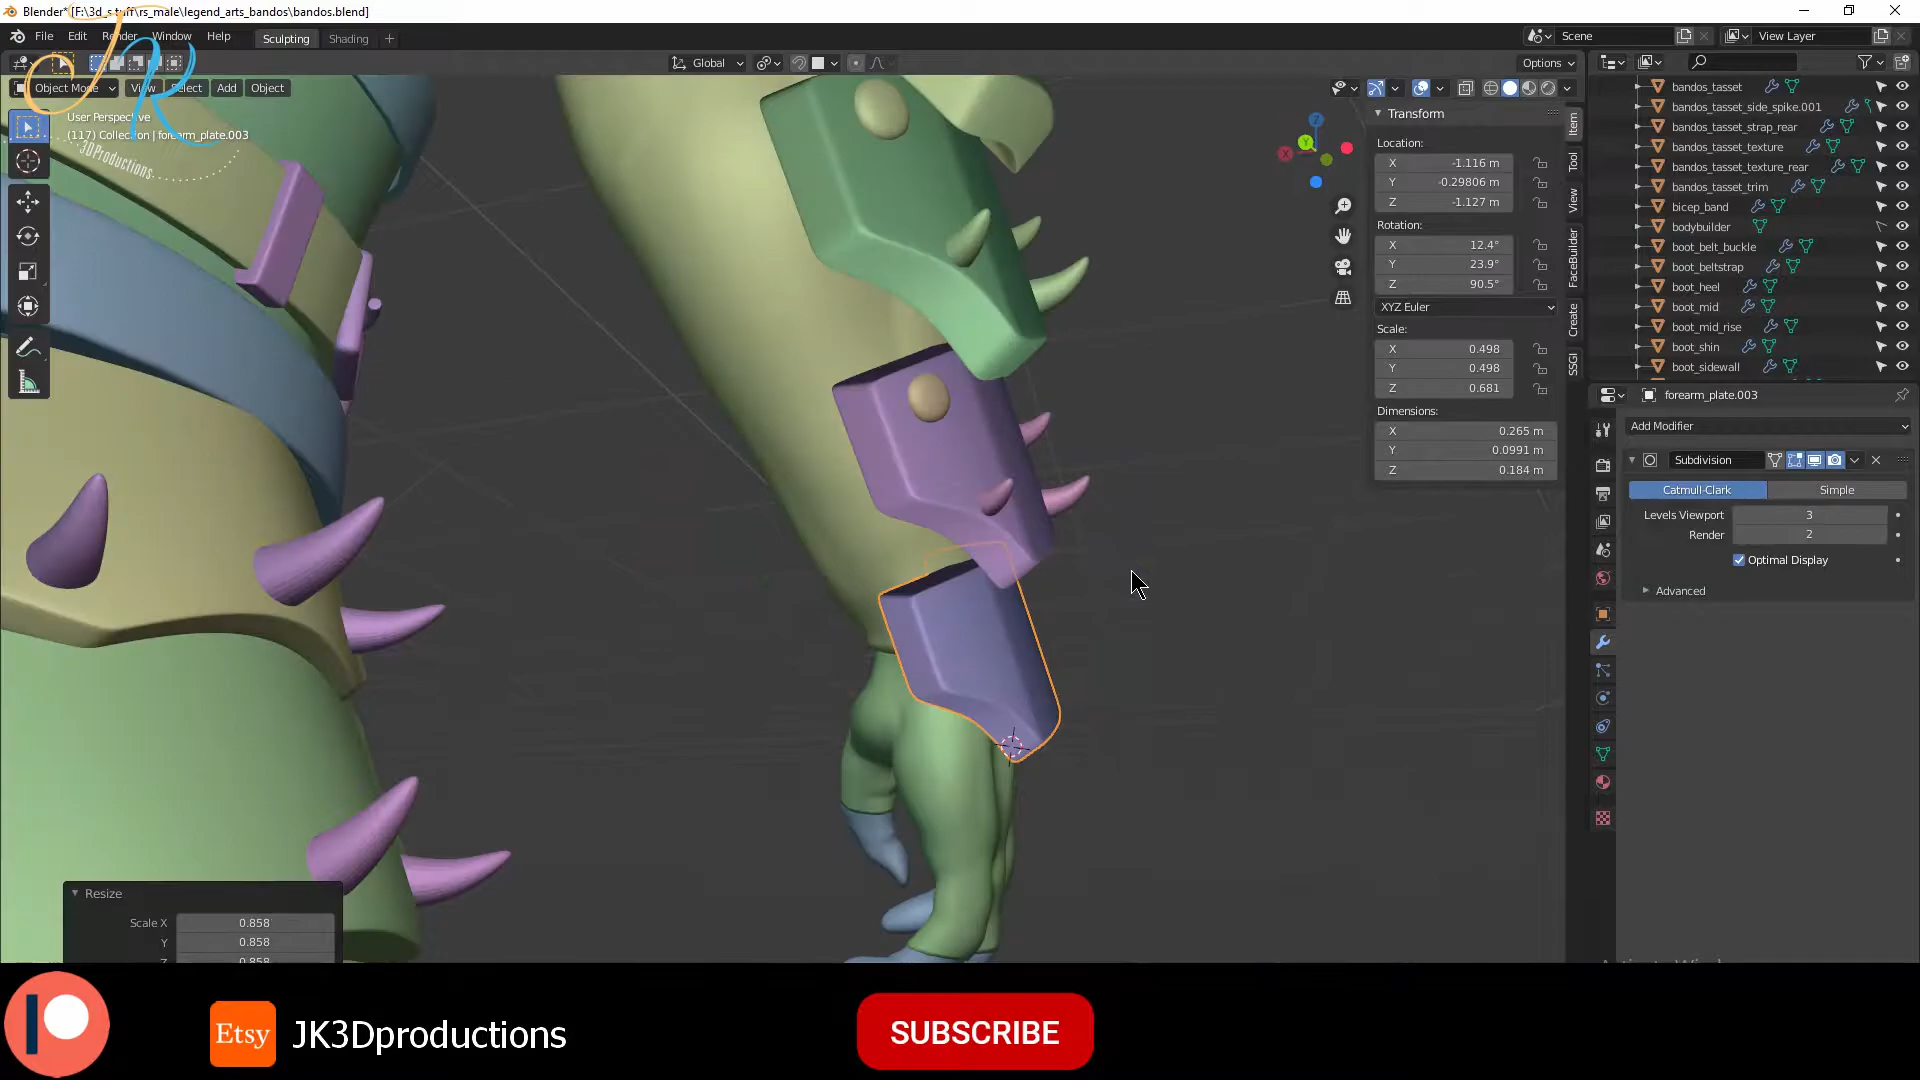 Blender* [F:\3d_stuff\rs_male\legend_arts_bandos\bandos.blend]
File Edit Render Window Help
Sculpting Shading +
Scene
View Layer
Global
Options
Object Mode View Select Add Object
User Perspective
(117) Collection | forearm_plate.003
3DProductions
JR
X
Y
Z
Transform
Location:
X -1.116 m
Y -0.29806 m
Z -1.127 m
Rotation:
X 12.4°
Y 23.9°
Z 90.5°
XYZ Euler
Scale:
X 0.498
Y 0.498
Z 0.681
Dimensions:
X 0.265 m
Y 0.0991 m
Z 0.184 m
Item
Tool
View
FaceBuilder
Create
SSGI
bandos_tasset
bandos_tasset_side_spike.001
bandos_tasset_strap_rear
bandos_tasset_texture
bandos_tasset_texture_rear
bandos_tasset_trim
bicep_band
bodybuilder
boot_belt_buckle
boot_beltstrap
boot_heel
boot_mid
boot_mid_rise
boot_shin
boot_sidewall
forearm_plate.003
Add Modifier
Subdivision
Catmull-Clark Simple
Levels Viewport 3
Render 2
Optimal Display
Advanced
Resize
Scale X 0.858
Y 0.858
Z 0.858
Etsy JK3Dproductions
SUBSCRIBE